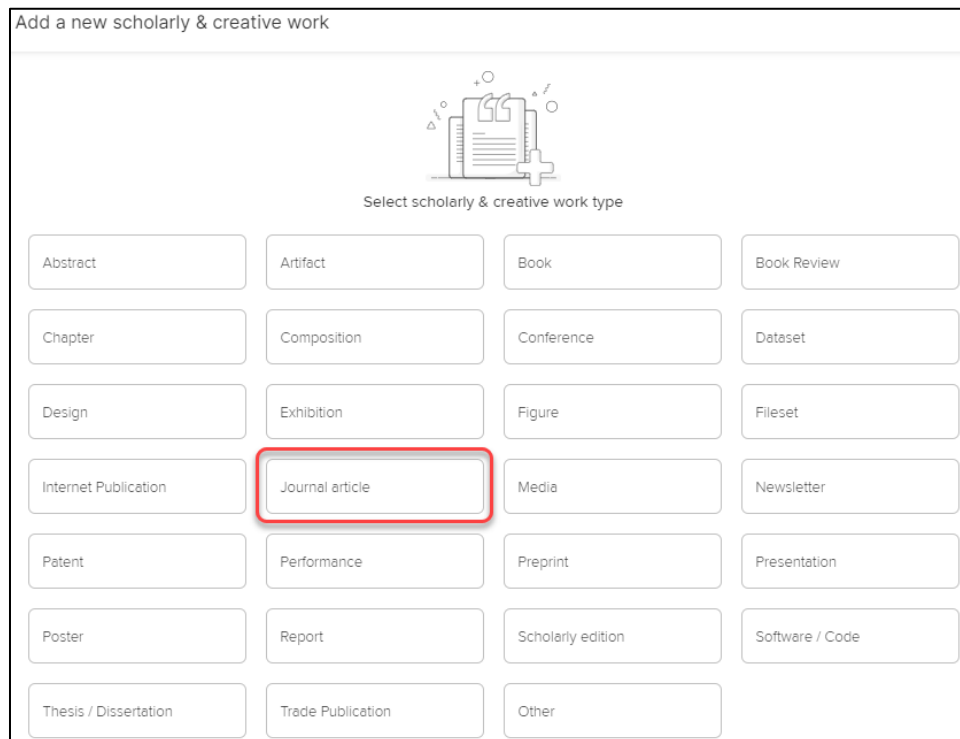 Add a new scholarly & creative work
Select scholarly & creative work type
Abstract Artifact Book Book Review
Chapter Composition Conference Dataset
Design Exhibition Figure Fileset
Internet Publication Journal article Media Newsletter
Patent Performance Preprint Presentation
Poster Report Scholarly edition Software / Code
Thesis / Dissertation Trade Publication Other